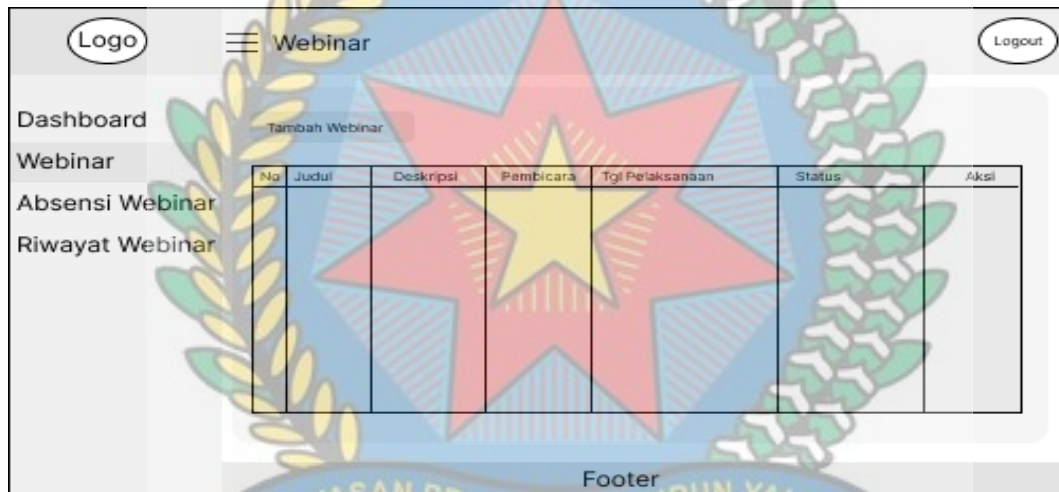 Logo
Webinar
Logout
Dashboard
Webinar
Absensi Webinar
Riwayat Webinar
Tambah Webinar
No Judul Deskripsi Pembicara Tgl Pelaksanaan Status Aksi
Footer